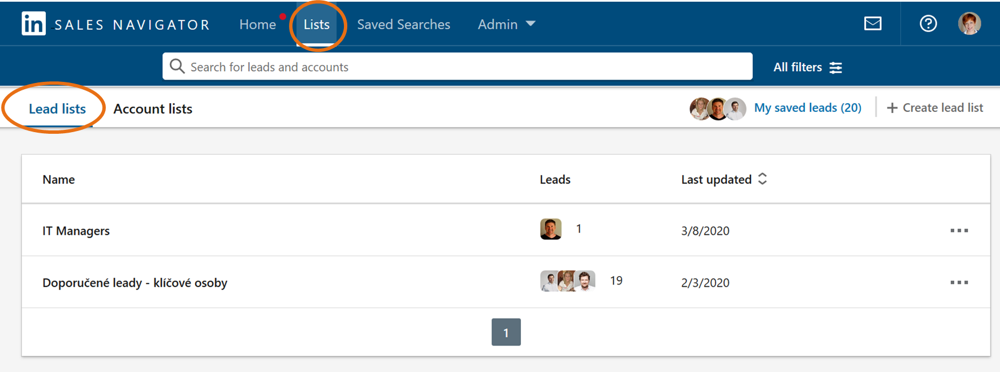 in SALES NAVIGATOR Home Lists Saved Searches Admin
Search for leads and accounts All filters
Lead lists Account lists My saved leads (20) + Create lead list
Name Leads Last updated
IT Managers 1 3/8/2020
Doporučené leady - klíčové osoby 19 2/3/2020
1